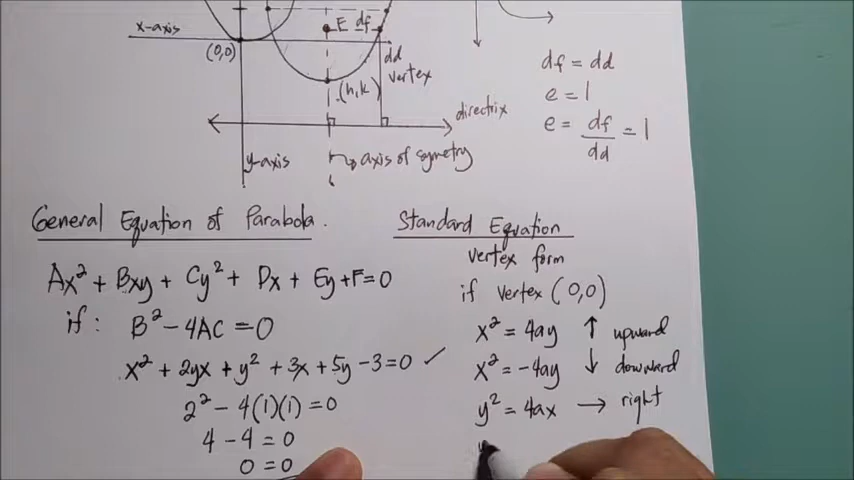 x-axis
(0,0)
E df
dd
vertex
(h,k)
directrix
y-axis
axis of symetry
df = dd
e = 1
e = df/dd = 1
General Equation of Parabola.
Ax² + Bxy + Cy² + Dx + Ey + F = 0
if : B² - 4AC = 0
x² + 2yx + y² + 3x + 5y - 3 = 0 ✓
2² - 4(1)(1) = 0
4 - 4 = 0
0 = 0
Standard Equation
vertex form
if vertex (0,0)
x² = 4ay ↑ upward
x² = -4ay ↓ downward
y² = 4ax → right